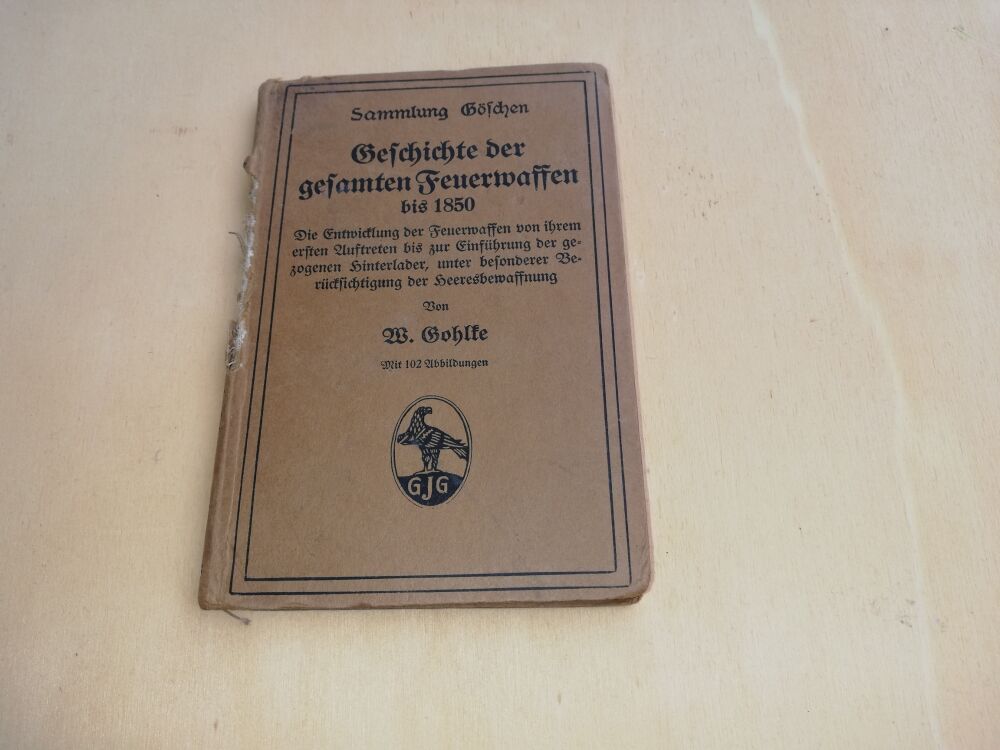 Sammlung Göschen
Geschichte der
gesamten Feuerwaffen
bis 1850
Die Entwicklung der Feuerwaffen von ihrem
ersten Auftreten bis zur Einführung der ge-
zogenen Hinterlader, unter besonderer Be-
rücksichtigung der Heeresbewaffnung
Von
W. Gohlke
Mit 102 Abbildungen
GJG